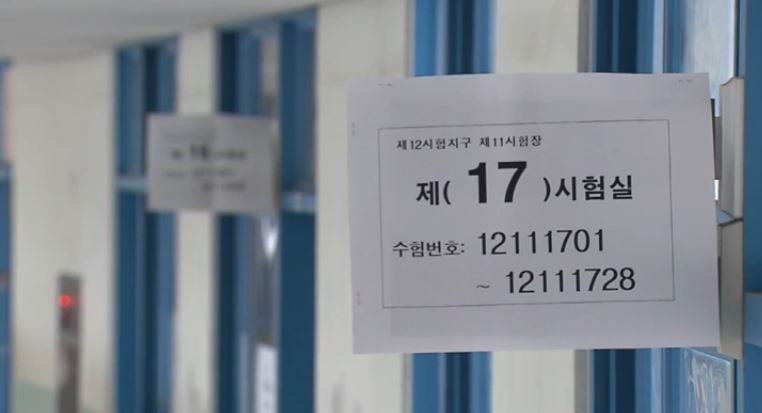 제12시험지구 제11시험장
제( 17 )시험실
수험번호: 12111701
~ 12111728